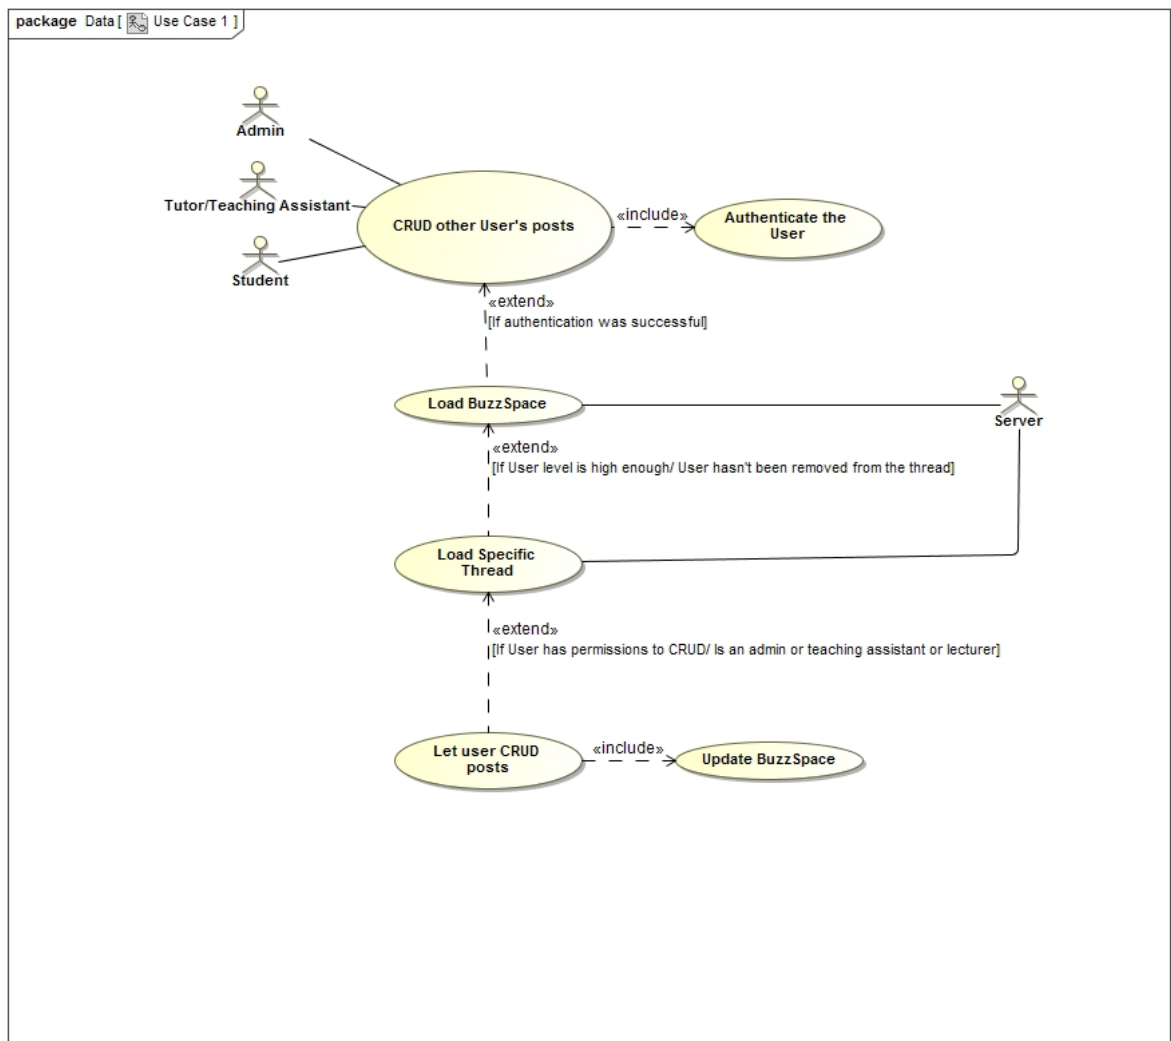 package Data [ Use Case 1 ]
Admin
Tutor/Teaching Assistant
Student
CRUD other User's posts
«include»
Authenticate the
User
«extend»
[If authentication was successful]
Load BuzzSpace
Server
«extend»
[If User level is high enough/ User hasn't been removed from the thread]
Load Specific
Thread
«extend»
[If User has permissions to CRUD/ Is an admin or teaching assistant or lecturer]
Let user CRUD
posts
«include»
Update BuzzSpace